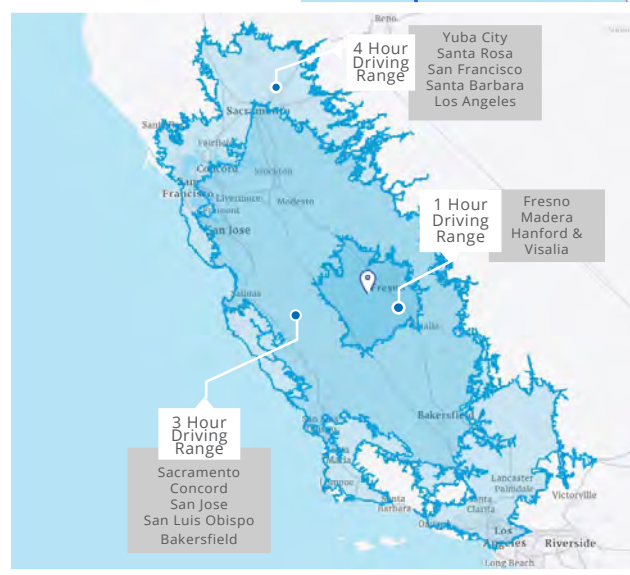 Reno.
4 Hour
Driving
Range
Yuba City
Santa Rosa
San Francisco
Santa Barbara
Los Angeles
Sacramento
Fairfield
Concord
San
Francisco
Stockton
Livermore
Modesto
San Jose
Salinas
1 Hour
Driving
Range
Fresno
Madera
Hanford &
Visalia
Bakersfield
3 Hour
Driving
Range
Sacramento
Concord
San Jose
San Luis Obispo
Bakersfield
Santa
Barbara
Lancaster
Palmdale
Victorville
Santa
Clarita
Los
Angeles
Riverside
Long Beach